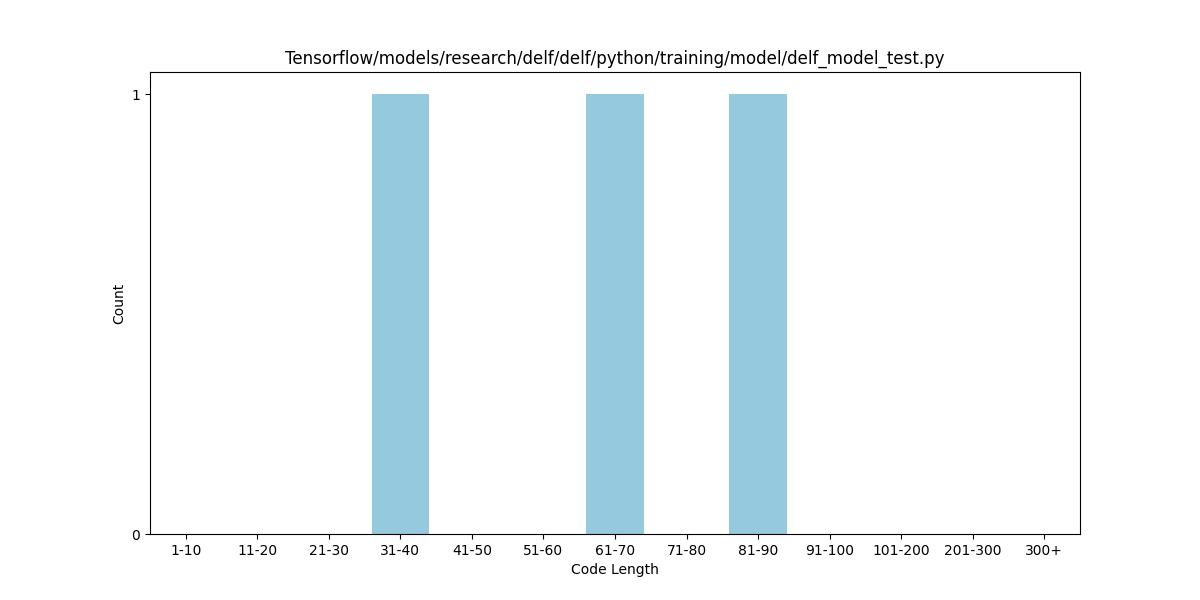 Tensorflow/models/research/delf/delf/python/training/model/delf_model_test.py
1
Count
0
1-10 11-20 21-30 31-40 41-50 51-60 61-70 71-80 81-90 91-100 101-200 201-300 300+
Code Length